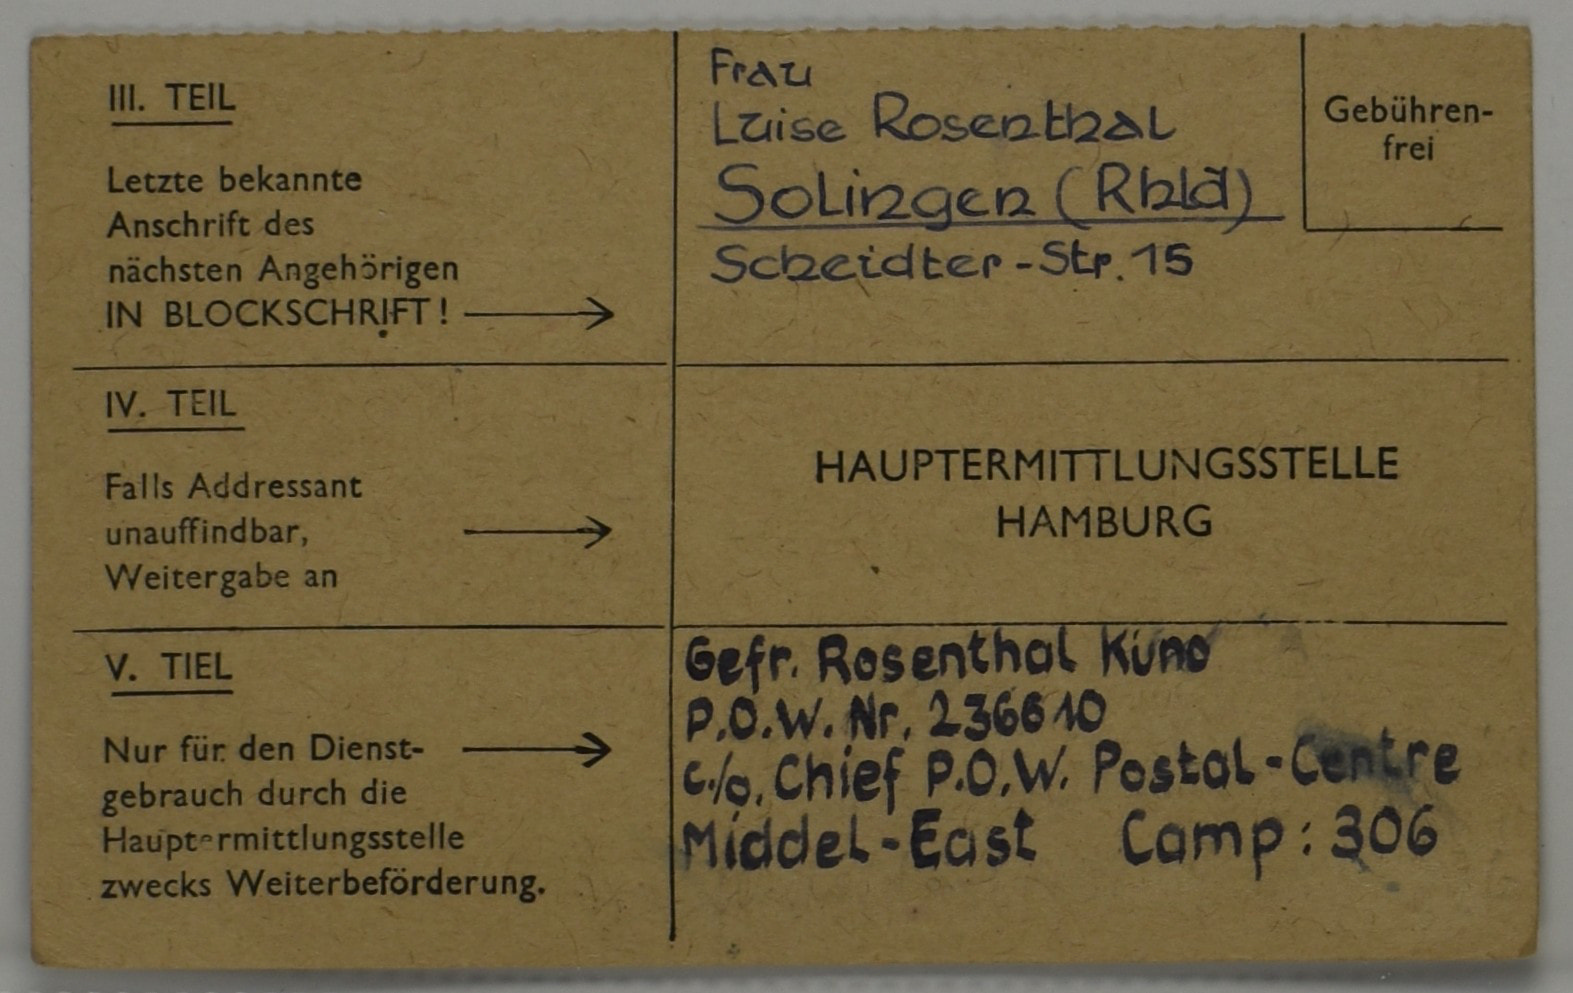 III. TEIL
Letzte bekannte
Anschrift des
nächsten Angehörigen
IN BLOCKSCHRIFT!
Frau
Luise Rosenthal
Solingen (Rhld)
Scheidter-Str. 15
Gebühren-
frei
IV. TEIL
Falls Addressant
unauffindbar,
Weitergabe an
HAUPTERMITTLUNGSSTELLE
HAMBURG
V. TIEL
Nur für den Dienst-
gebrauch durch die
Hauptermittlungsstelle
zwecks Weiterbeförderung.
Gefr. Rosenthal Kuno
P.O.W. Nr. 236610
c./o. Chief P.O.W. Postal-Centre
Middel-East Camp: 306